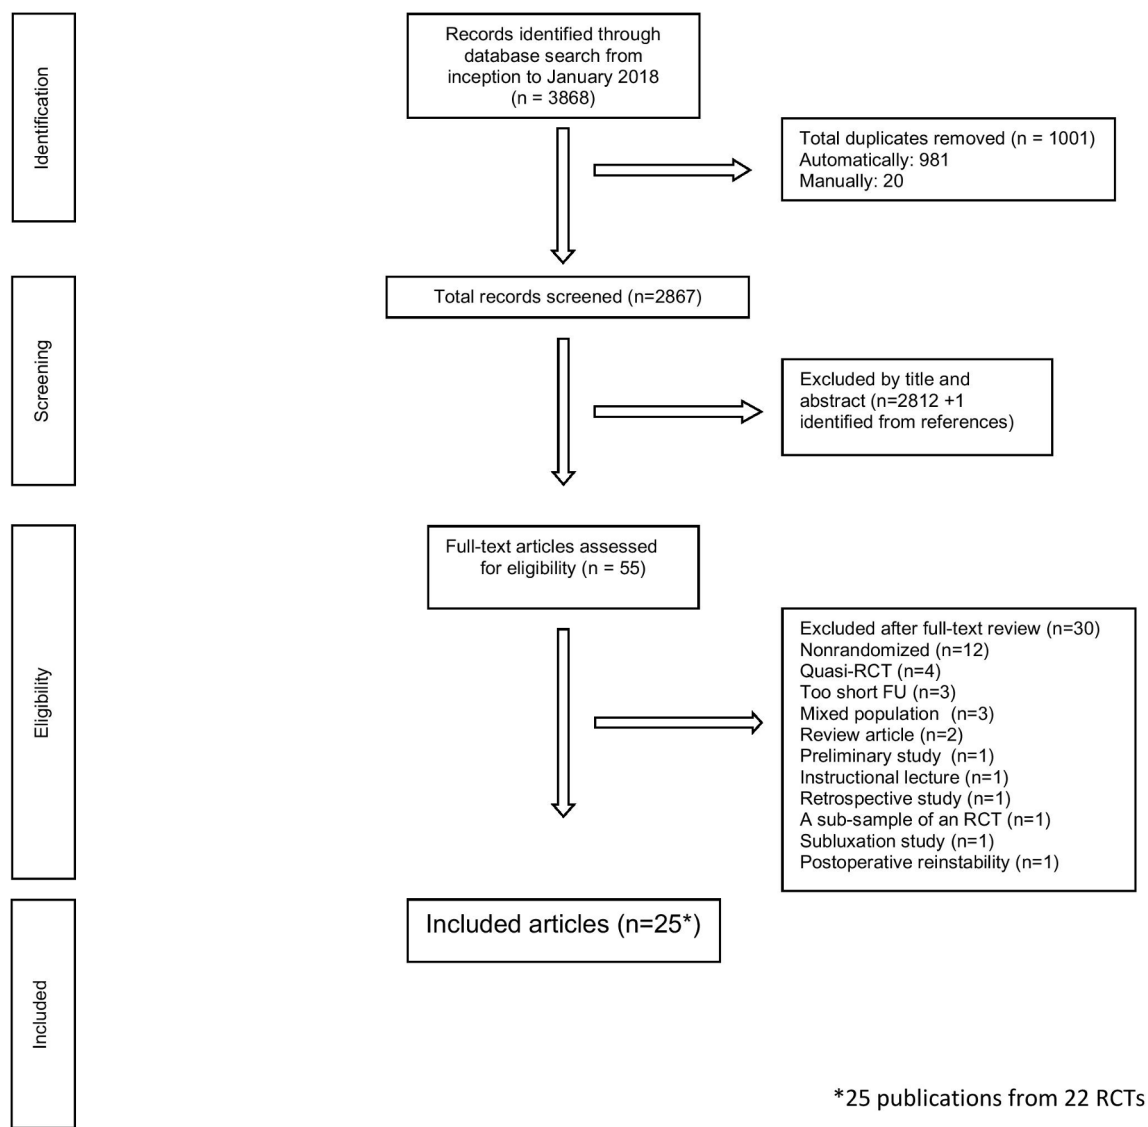 Identification
Records identified through
database search from
inception to January 2018
(n = 3868)
Total duplicates removed (n = 1001)
Automatically: 981
Manually: 20
Screening
Total records screened (n=2867)
Excluded by title and
abstract (n=2812 +1
identified from references)
Eligibility
Full-text articles assessed
for eligibility (n = 55)
Excluded after full-text review (n=30)
Nonrandomized (n=12)
Quasi-RCT (n=4)
Too short FU (n=3)
Mixed population (n=3)
Review article (n=2)
Preliminary study (n=1)
Instructional lecture (n=1)
Retrospective study (n=1)
A sub-sample of an RCT (n=1)
Subluxation study (n=1)
Postoperative reinstability (n=1)
Included
Included articles (n=25*)
*25 publications from 22 RCTs